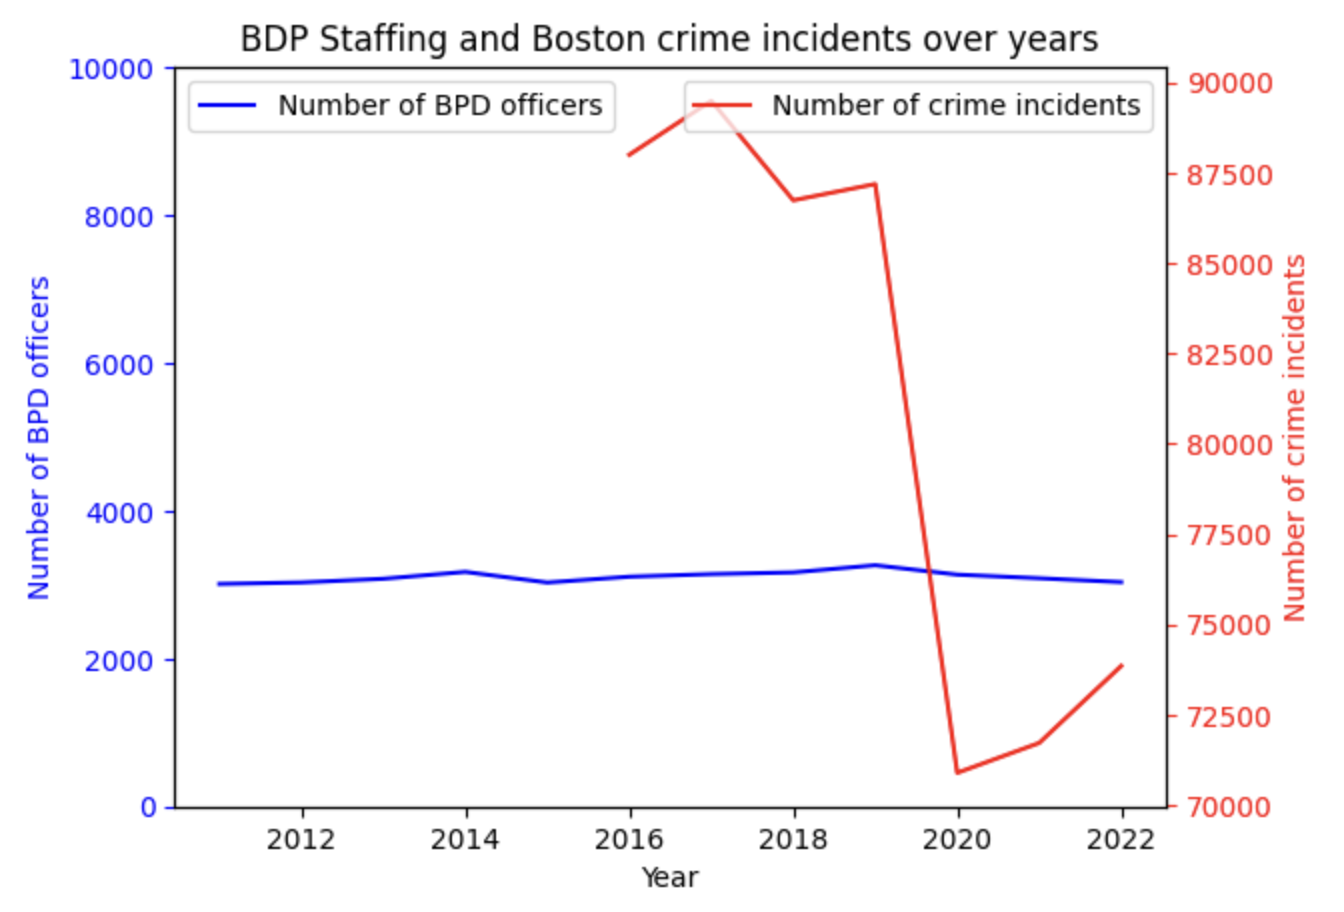 BDP Staffing and Boston crime incidents over years
Number of BPD officers
Number of crime incidents
10000
8000
6000
4000
2000
0
Number of BPD officers
90000
87500
85000
82500
80000
77500
75000
72500
70000
Number of crime incidents
2012 2014 2016 2018 2020 2022
Year